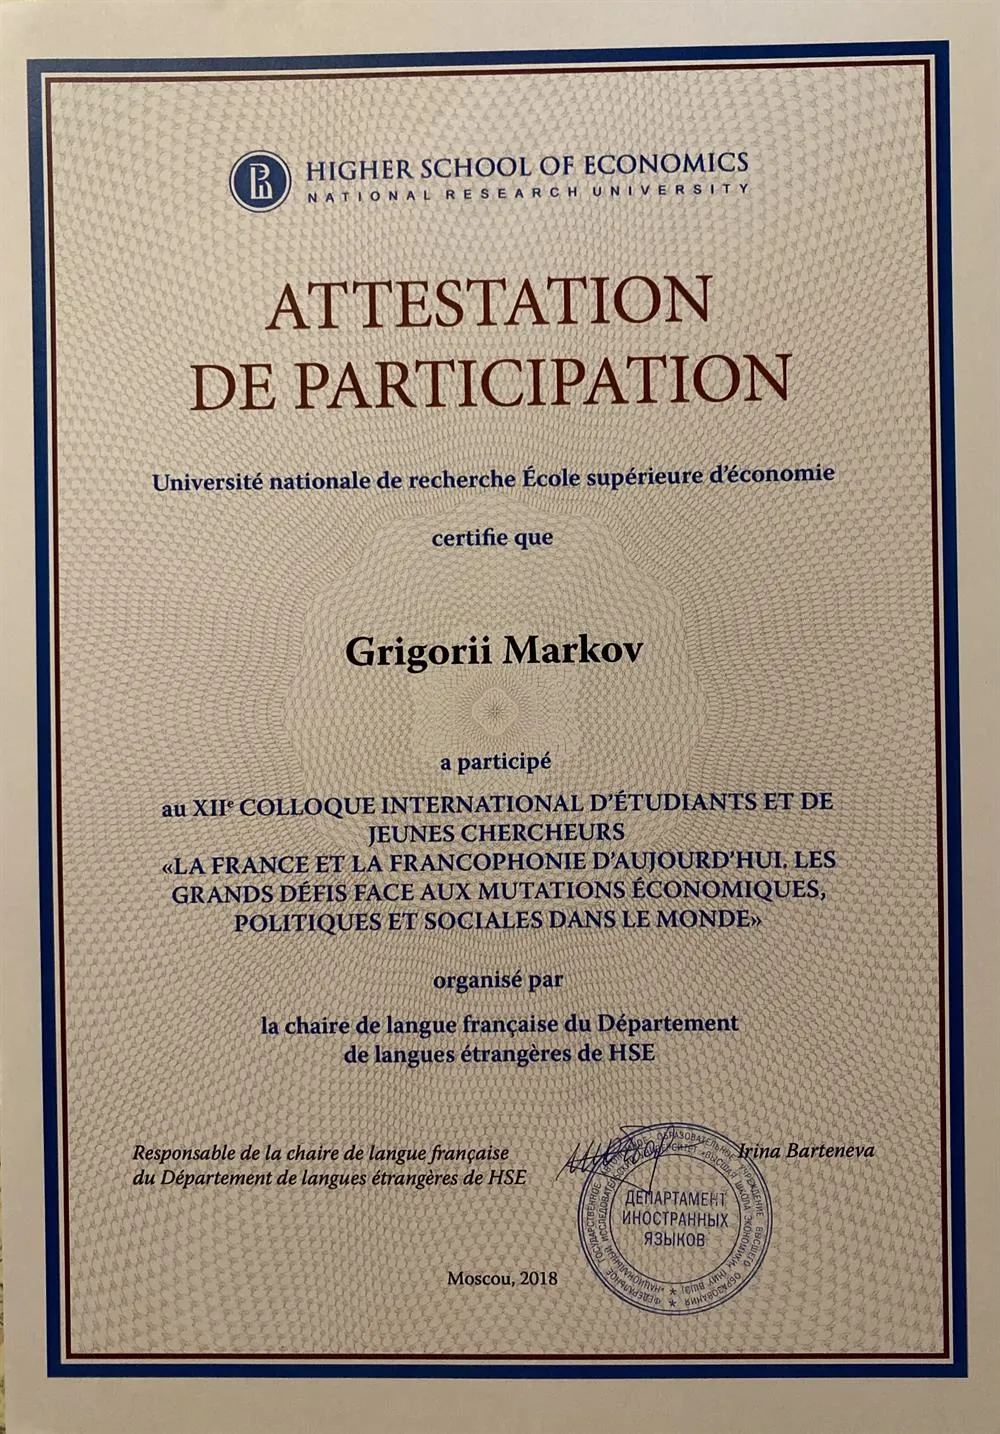 HIGHER SCHOOL OF ECONOMICS
NATIONAL RESEARCH UNIVERSITY
ATTESTATION
DE PARTICIPATION
Université nationale de recherche École supérieure d’économie
certifie que
Grigorii Markov
a participé
au XIIᵉ COLLOQUE INTERNATIONAL D’ÉTUDIANTS ET DE
JEUNES CHERCHEURS
«LA FRANCE ET LA FRANCOPHONIE D’AUJOURD’HUI. LES
GRANDS DÉFIS FACE AUX MUTATIONS ÉCONOMIQUES,
POLITIQUES ET SOCIALES DANS LE MONDE»
organisé par
la chaire de langue française du Département
de langues étrangères de HSE
Responsable de la chaire de langue française
du Département de langues étrangères de HSE
Irina Barteneva
ДЕПАРТАМЕНТ
ИНОСТРАННЫХ
ЯЗЫКОВ
Moscou, 2018